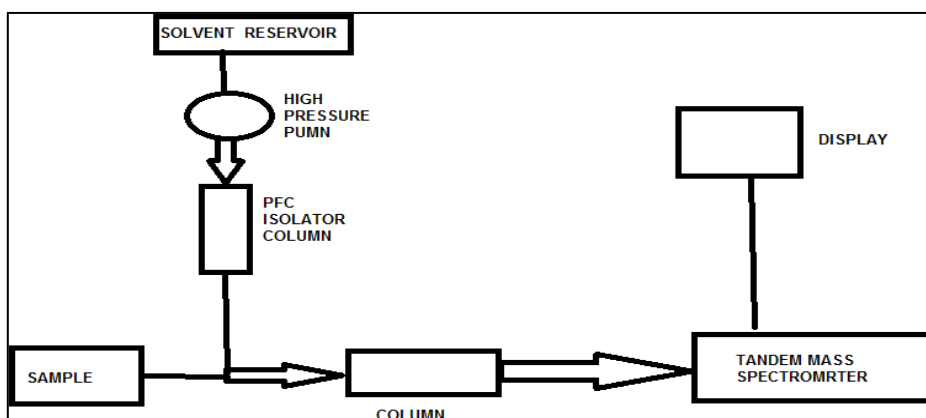 SOLVENT RESERVOIR
HIGH
PRESSURE
PUMN
DISPLAY
PFC
ISOLATOR
COLUMN
SAMPLE
TANDEM MASS
SPECTROMRTER
COLUMN